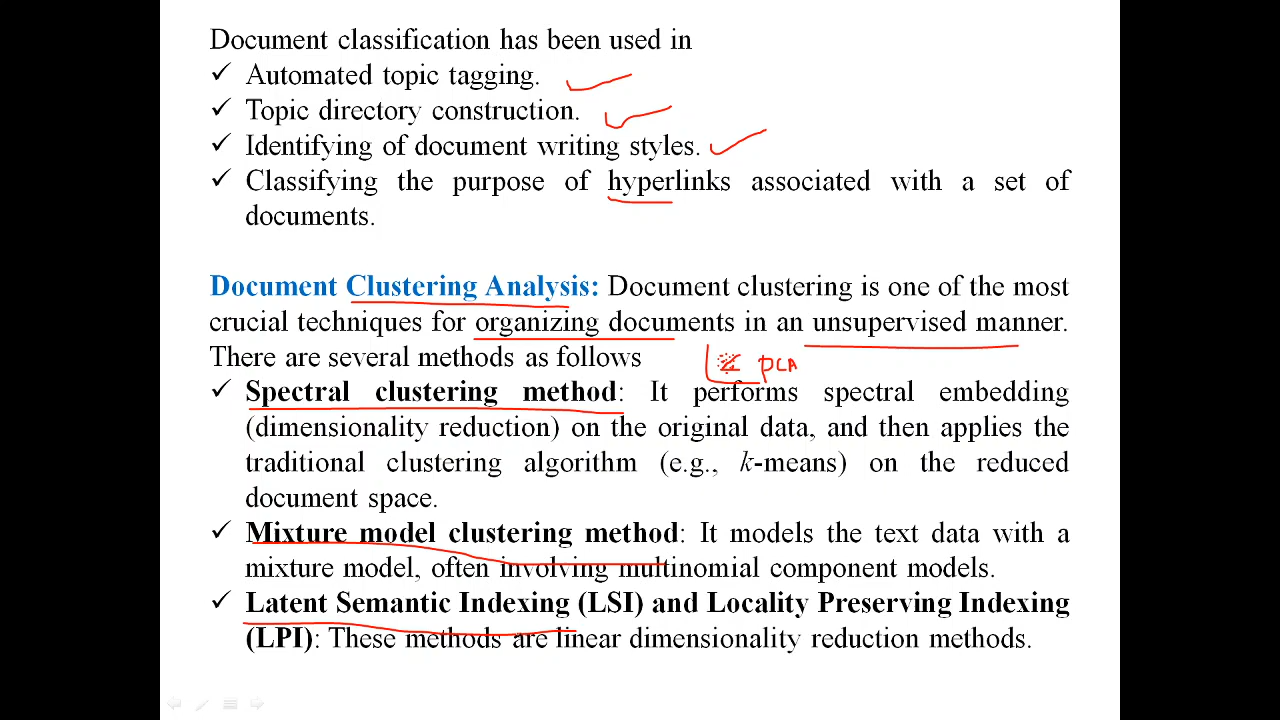 Document classification has been used in
✓ Automated topic tagging.
✓ Topic directory construction.
✓ Identifying of document writing styles.
✓ Classifying the purpose of hyperlinks associated with a set of
documents.
Document Clustering Analysis: Document clustering is one of the most
crucial techniques for organizing documents in an unsupervised manner.
There are several methods as follows
PCA
✓ Spectral clustering method: It performs spectral embedding
(dimensionality reduction) on the original data, and then applies the
traditional clustering algorithm (e.g., k-means) on the reduced
document space.
✓ Mixture model clustering method: It models the text data with a
mixture model, often involving multinomial component models.
✓ Latent Semantic Indexing (LSI) and Locality Preserving Indexing
(LPI): These methods are linear dimensionality reduction methods.